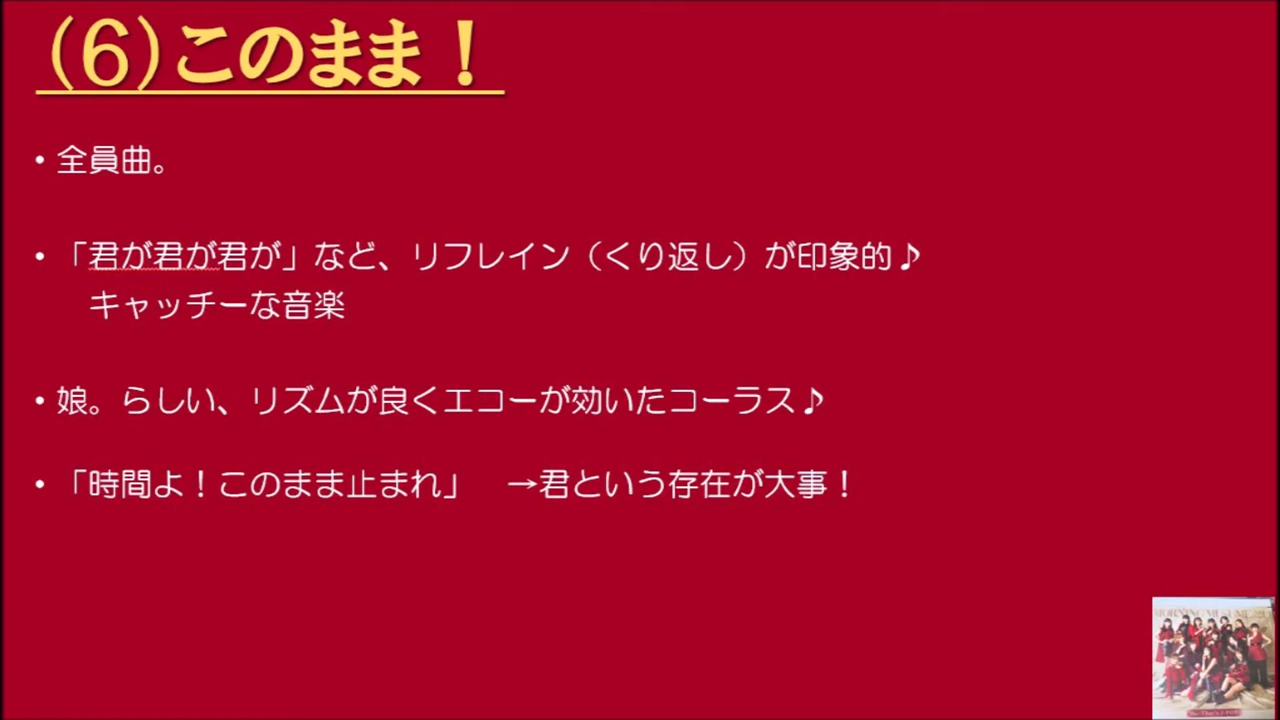 (6)このまま！
・全員曲。
・「君が君が君が」など、リフレイン（くり返し）が印象的♪
キャッチーな音楽
・娘。らしい、リズムが良くエコーが効いたコーラス♪
・「時間よ！このまま止まれ」　→君という存在が大事！
MORNING MUSUME